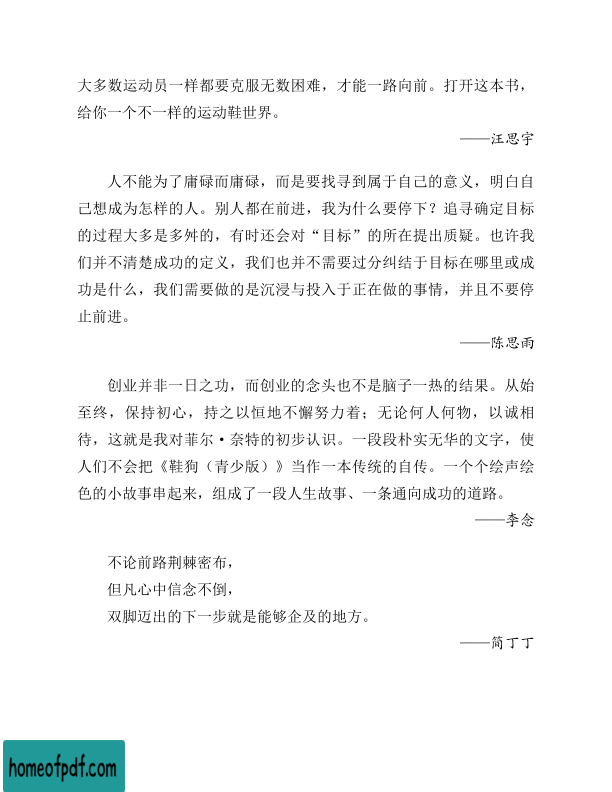 大多数运动员一样都要克服无数困难，才能一路向前。打开这本书，
给你一个不一样的运动鞋世界。
——汪思宇
人不能为了庸碌而庸碌，而是要找寻到属于自己的意义，明白自
己想成为怎样的人。别人都在前进，我为什么要停下？追寻确定目标
的过程大多是多舛的，有时还会对“目标”的所在提出质疑。也许我
们并不清楚成功的定义，我们也并不需要过分纠结于目标在哪里或成
功是什么，我们需要做的是沉浸与投入于正在做的事情，并且不要停
止前进。
——陈思雨
创业并非一日之功，而创业的念头也不是脑子一热的结果。从始
至终，保持初心，持之以恒地不懈努力着；无论何人何物，以诚相
待，这就是我对菲尔·奈特的初步认识。一段段朴实无华的文字，使
人们不会把《鞋狗（青少版）》当作一本传统的自传。一个个绘声绘
色的小故事串起来，组成了一段人生故事、一条通向成功的道路。
——李念
不论前路荆棘密布，
但凡心中信念不倒，
双脚迈出的下一步就是能够企及的地方。
——简丁丁
homeofpdf.com